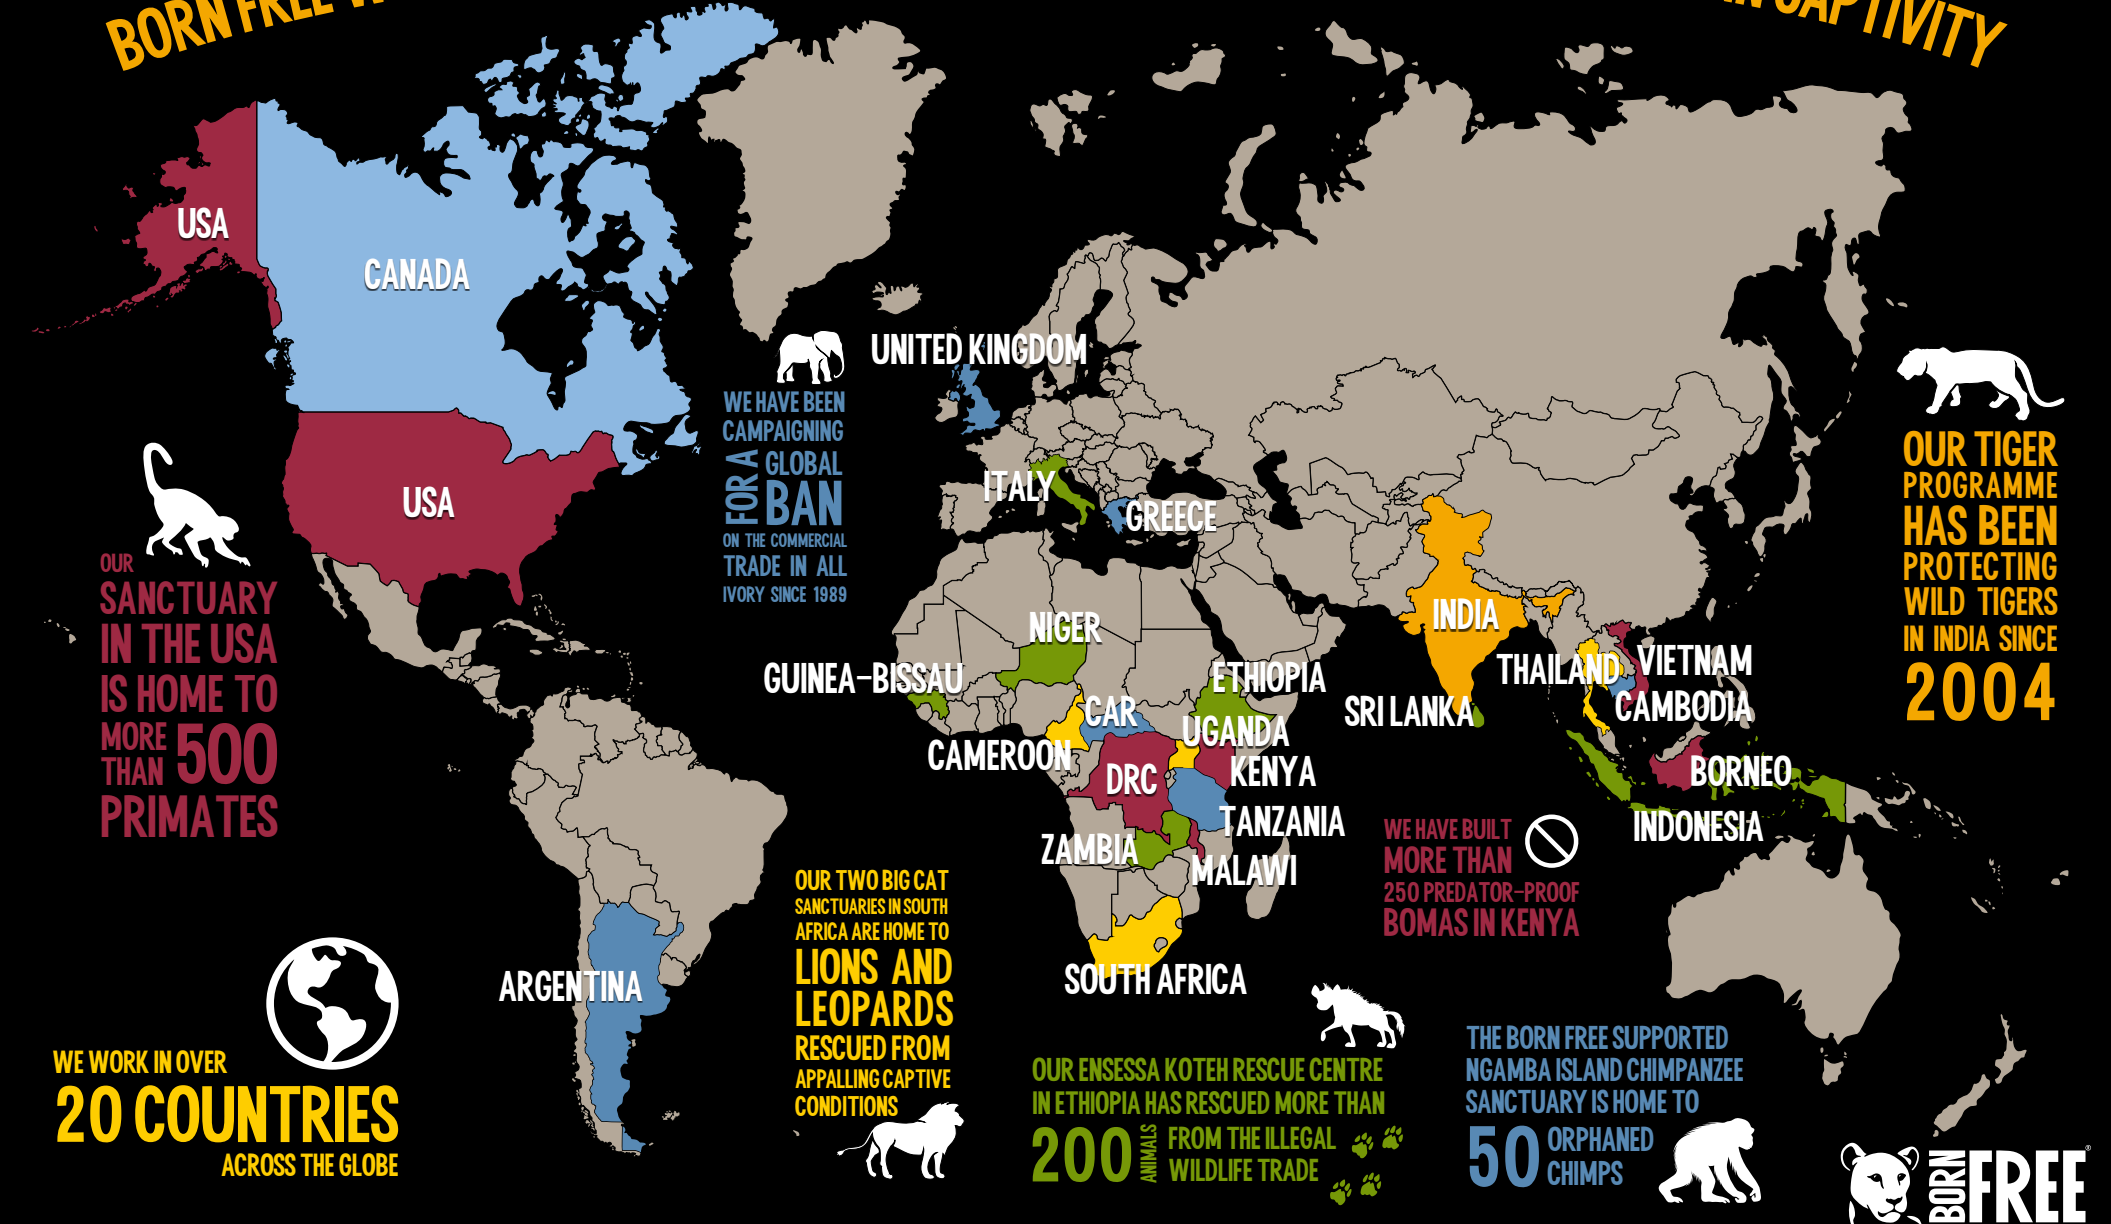 BORN FREE
IN CAPTIVITY
USA
CANADA
USA
UNITED KINGDOM
ITALY
GREECE
NIGER
GUINEA-BISSAU
ETHIOPIA
CAR
UGANDA
CAMEROON
DRC
KENYA
TANZANIA
ZAMBIA
MALAWI
SOUTH AFRICA
ARGENTINA
INDIA
SRI LANKA
THAILAND
VIETNAM
CAMBODIA
BORNEO
INDONESIA
OUR
SANCTUARY
IN THE USA
IS HOME TO
MORE
THAN 500
PRIMATES
WE HAVE BEEN
CAMPAIGNING
FOR A GLOBAL
BAN
ON THE COMMERCIAL
TRADE IN ALL
IVORY SINCE 1989
OUR TIGER
PROGRAMME
HAS BEEN
PROTECTING
WILD TIGERS
IN INDIA SINCE
2004
WE HAVE BUILT
MORE THAN
250 PREDATOR-PROOF
BOMAS IN KENYA
OUR TWO BIG CAT
SANCTUARIES IN SOUTH
AFRICA ARE HOME TO
LIONS AND
LEOPARDS
RESCUED FROM
APPALLING CAPTIVE
CONDITIONS
WE WORK IN OVER
20 COUNTRIES
ACROSS THE GLOBE
OUR ENSESSA KOTEH RESCUE CENTRE
IN ETHIOPIA HAS RESCUED MORE THAN
200 ANIMALS FROM THE ILLEGAL
WILDLIFE TRADE
THE BORN FREE SUPPORTED
NGAMBA ISLAND CHIMPANZEE
SANCTUARY IS HOME TO
50 ORPHANED
CHIMPS
BORN FREE®